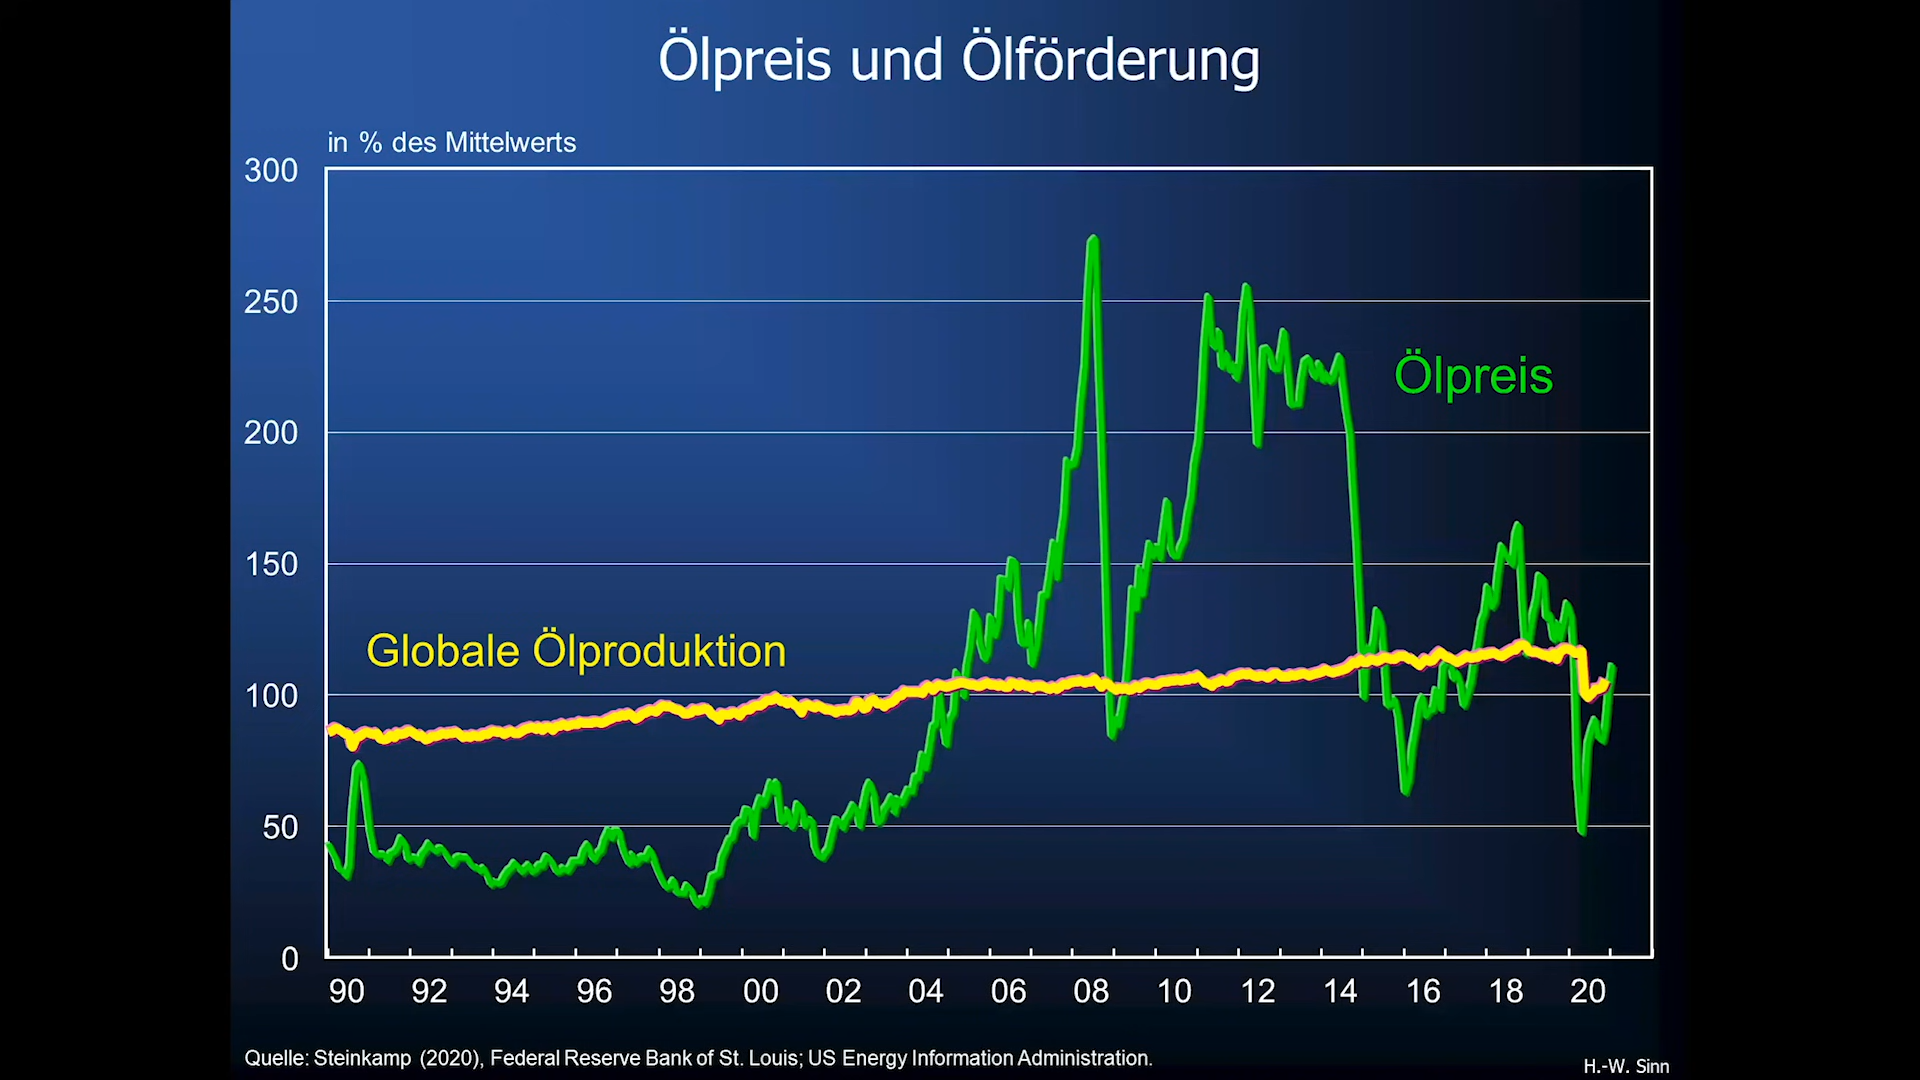 Ölpreis und Ölförderung
in % des Mittelwerts
300
250
200
150
100
50
0
Ölpreis
Globale Ölproduktion
90 92 94 96 98 00 02 04 06 08 10 12 14 16 18 20
Quelle: Steinkamp (2020), Federal Reserve Bank of St. Louis; US Energy Information Administration.
H.-W. Sinn